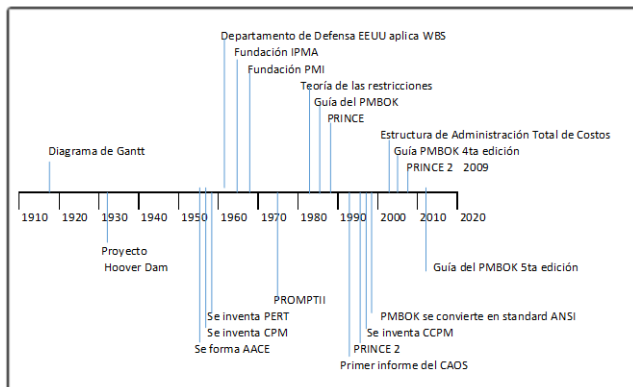 Departamento de Defensa EEUU aplica WBS
Fundación IPMA
Fundación PMI
Teoría de las restricciones
Guía del PMBOK
PRINCE
Estructura de Administración Total de Costos
Diagrama de Gantt
Guía PMBOK 4ta edición
PRINCE 2 2009
1910 1920 1930 1940 1950 1960 1970 1980 1990 2000 2010 2020
Proyecto
Hoover Dam
Guía del PMBOK 5ta edición
PROMPTII
Se inventa PERT
PMBOK se convierte en standard ANSI
Se inventa CPM
Se inventa CCPM
Se forma AACE
PRINCE 2
Primer informe del CAOS